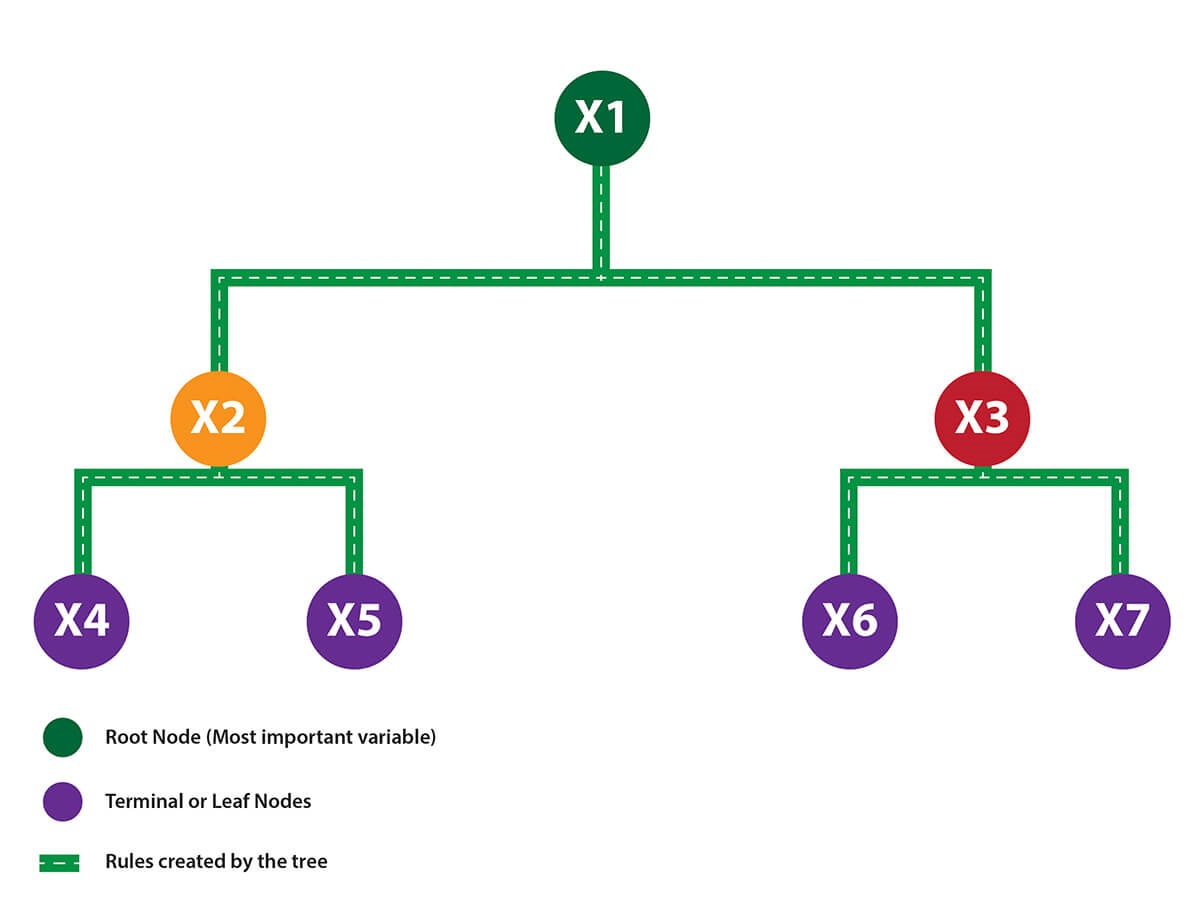 X1
X2
X3
X4
X5
X6
X7
Root Node (Most important variable)
Terminal or Leaf Nodes
Rules created by the tree